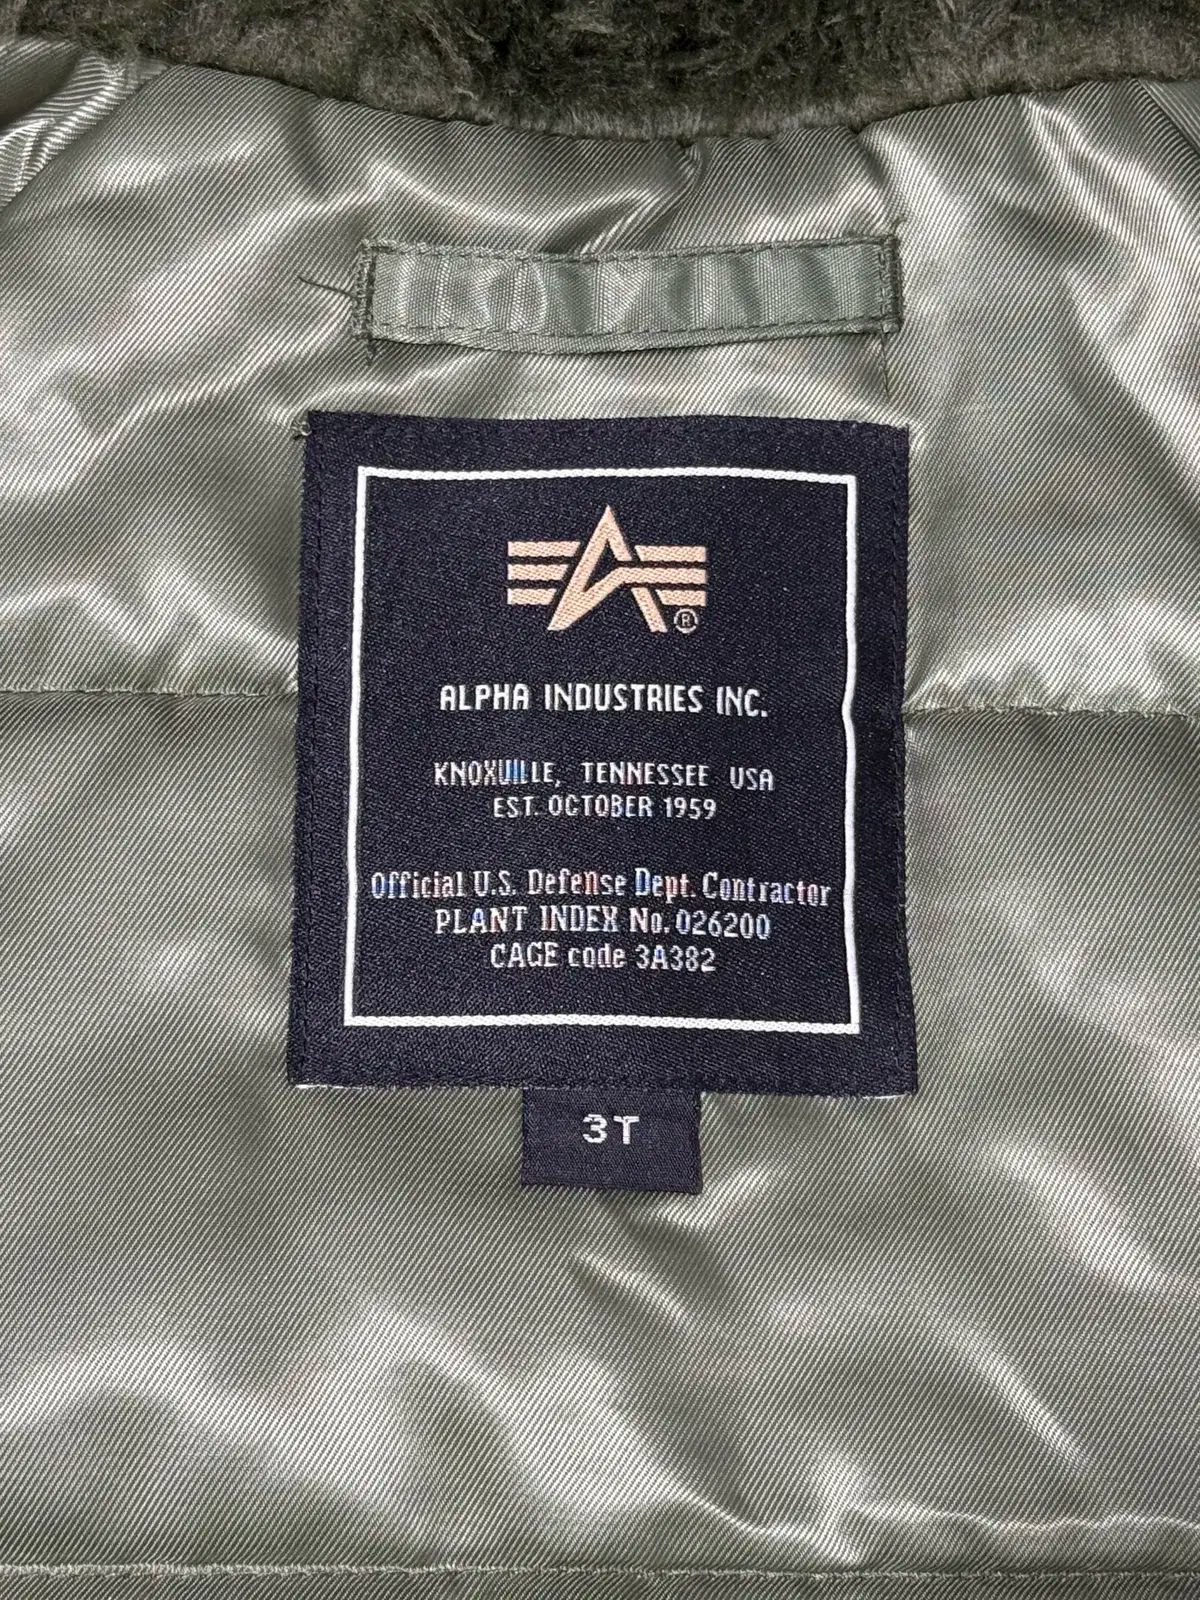 ®
ALPHA INDUSTRIES INC.
KNOXVILLE, TENNESSEE USA
EST. OCTOBER 1959
Official U.S. Defense Dept. Contractor
PLANT INDEX No. 026200
CAGE code 3A382
3T